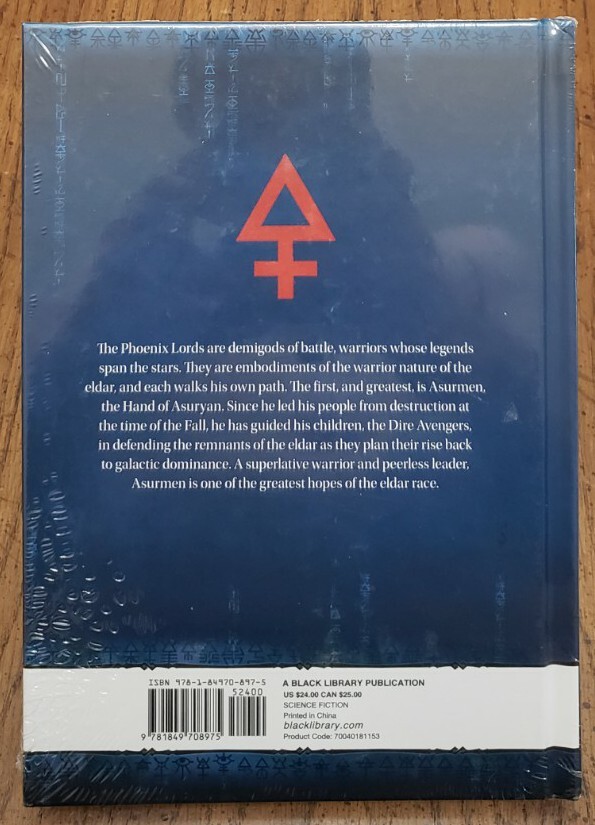 The Phoenix Lords are demigods of battle, warriors whose legends
span the stars. They are embodiments of the warrior nature of the
eldar, and each walks his own path. The first, and greatest, is Asurmen,
the Hand of Asuryan. Since he led his people from destruction at
the time of the Fall, he has guided his children, the Dire Avengers,
in defending the remnants of the eldar as they plan their rise back
to galactic dominance. A superlative warrior and peerless leader,
Asurmen is one of the greatest hopes of the eldar race.
ISBN 978-1-84970-897-5
52400
9 781849 708975
A BLACK LIBRARY PUBLICATION
US $24.00 CAN $25.00
SCIENCE FICTION
Printed in China
blacklibrary.com
Product Code: 70040181153